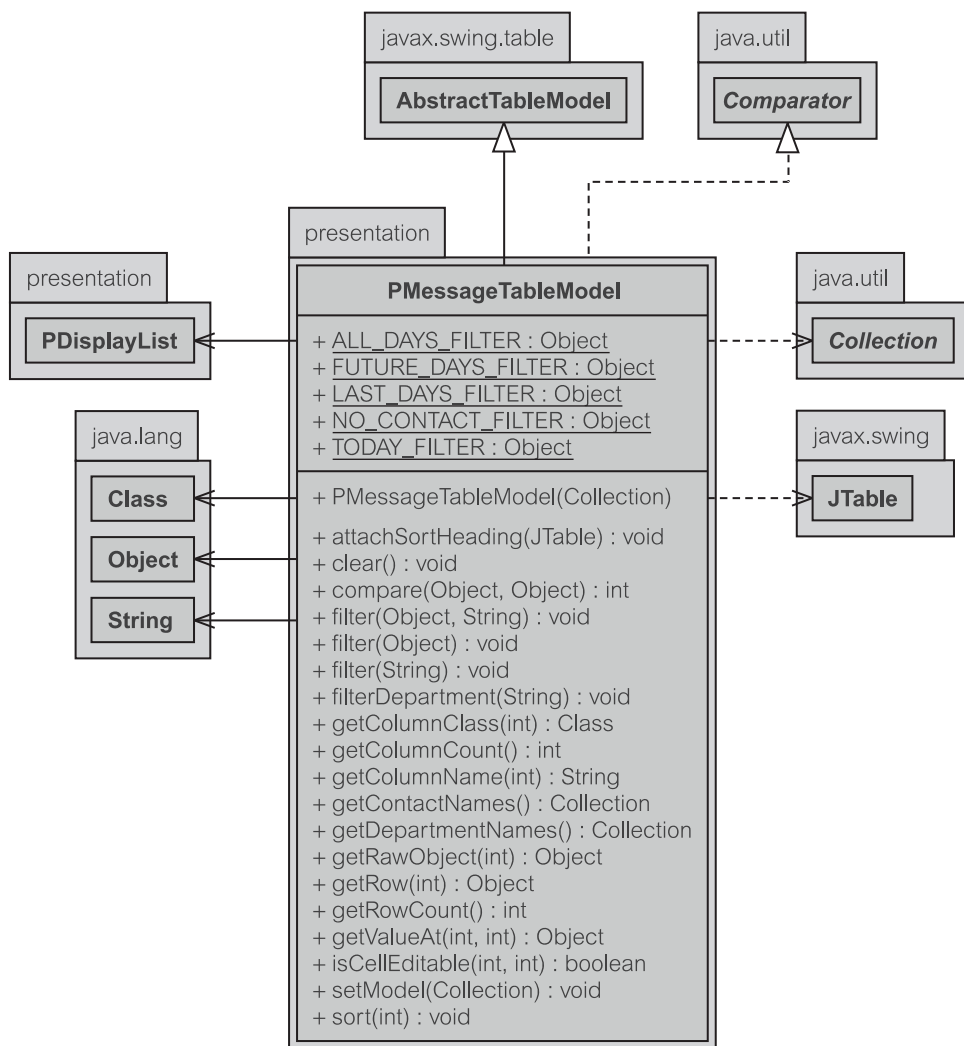 javax.swing.table
AbstractTableModel
java.util
Comparator
presentation
PMessageTableModel
+ ALL_DAYS_FILTER : Object
+ FUTURE_DAYS_FILTER : Object
+ LAST_DAYS_FILTER : Object
+ NO_CONTACT_FILTER : Object
+ TODAY_FILTER : Object
+ PMessageTableModel(Collection)
+ attachSortHeading(JTable) : void
+ clear() : void
+ compare(Object, Object) : int
+ filter(Object, String) : void
+ filter(Object) : void
+ filter(String) : void
+ filterDepartment(String) : void
+ getColumnClass(int) : Class
+ getColumnCount() : int
+ getColumnName(int) : String
+ getContactNames() : Collection
+ getDepartmentNames() : Collection
+ getRawObject(int) : Object
+ getRow(int) : Object
+ getRowCount() : int
+ getValueAt(int, int) : Object
+ isCellEditable(int, int) : boolean
+ setModel(Collection) : void
+ sort(int) : void
presentation
PDisplayList
java.lang
Class
Object
String
java.util
Collection
javax.swing
JTable